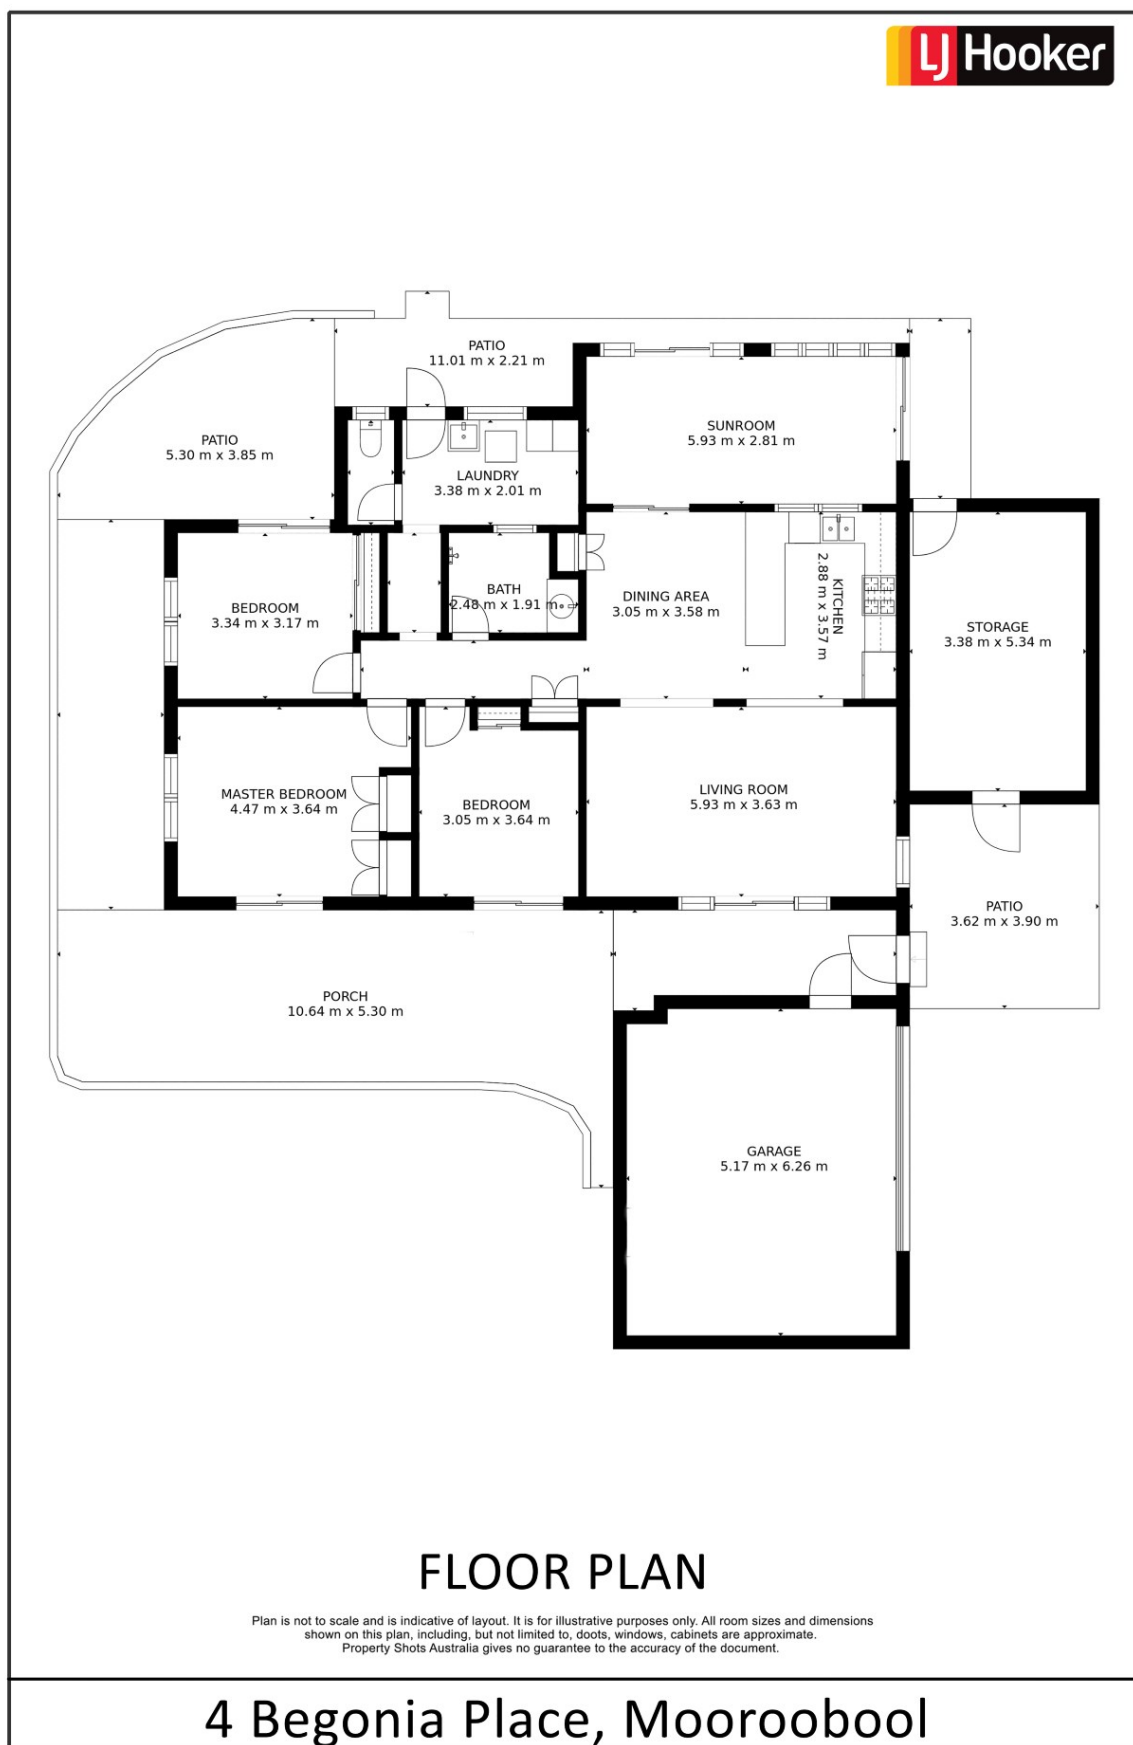 LJ Hooker
PATIO
11.01 m x 2.21 m
PATIO
5.30 m x 3.85 m
SUNROOM
5.93 m x 2.81 m
LAUNDRY
3.38 m x 2.01 m
BEDROOM
3.34 m x 3.17 m
BATH
2.48 m x 1.91 m
DINING AREA
3.05 m x 3.58 m
KITCHEN
2.88 m x 3.57 m
STORAGE
3.38 m x 5.34 m
MASTER BEDROOM
4.47 m x 3.64 m
BEDROOM
3.05 m x 3.64 m
LIVING ROOM
5.93 m x 3.63 m
PATIO
3.62 m x 3.90 m
PORCH
10.64 m x 5.30 m
GARAGE
5.17 m x 6.26 m
FLOOR PLAN
Plan is not to scale and is indicative of layout. It is for illustrative purposes only. All room sizes and dimensions
shown on this plan, including, but not limited to, doots, windows, cabinets are approximate.
Property Shots Australia gives no guarantee to the accuracy of the document.
4 Begonia Place, Mooroobool